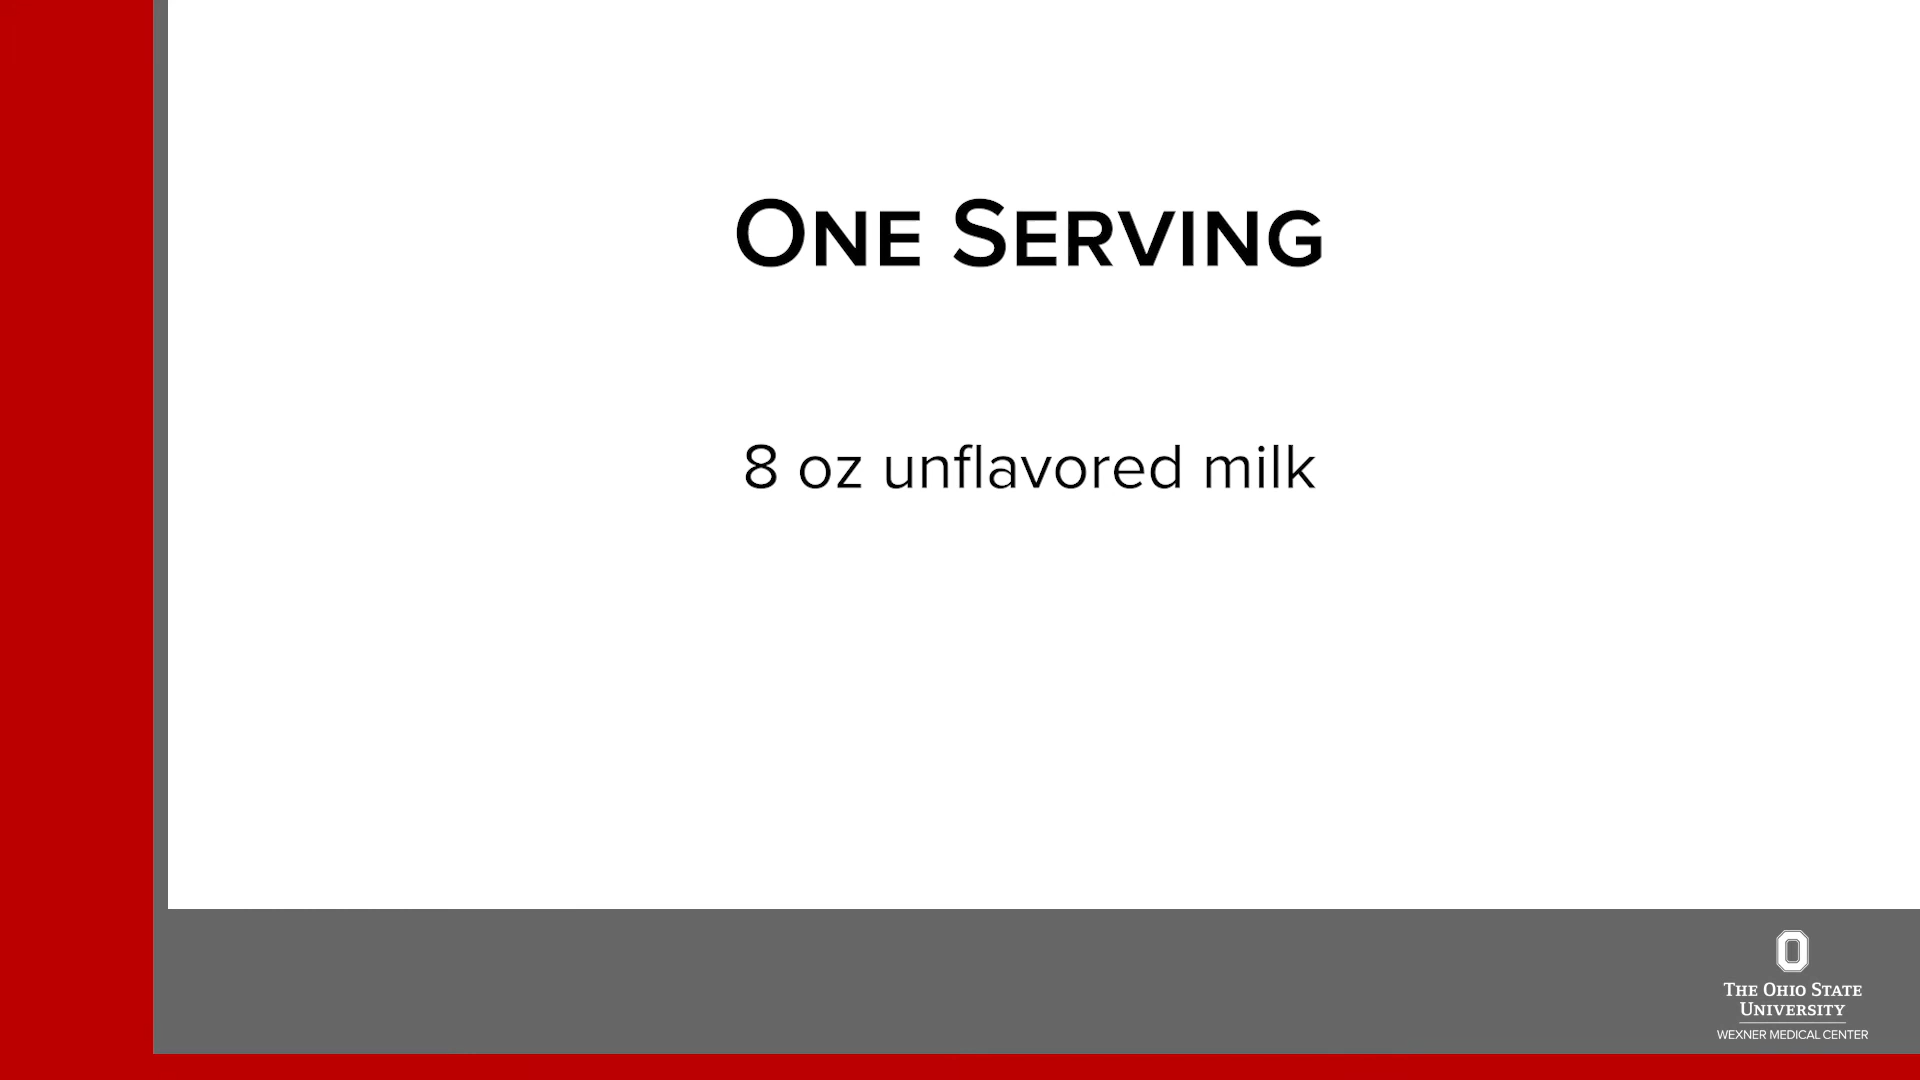 One Serving
8 oz unflavored milk
The Ohio State
University
WEXNER MEDICAL CENTER